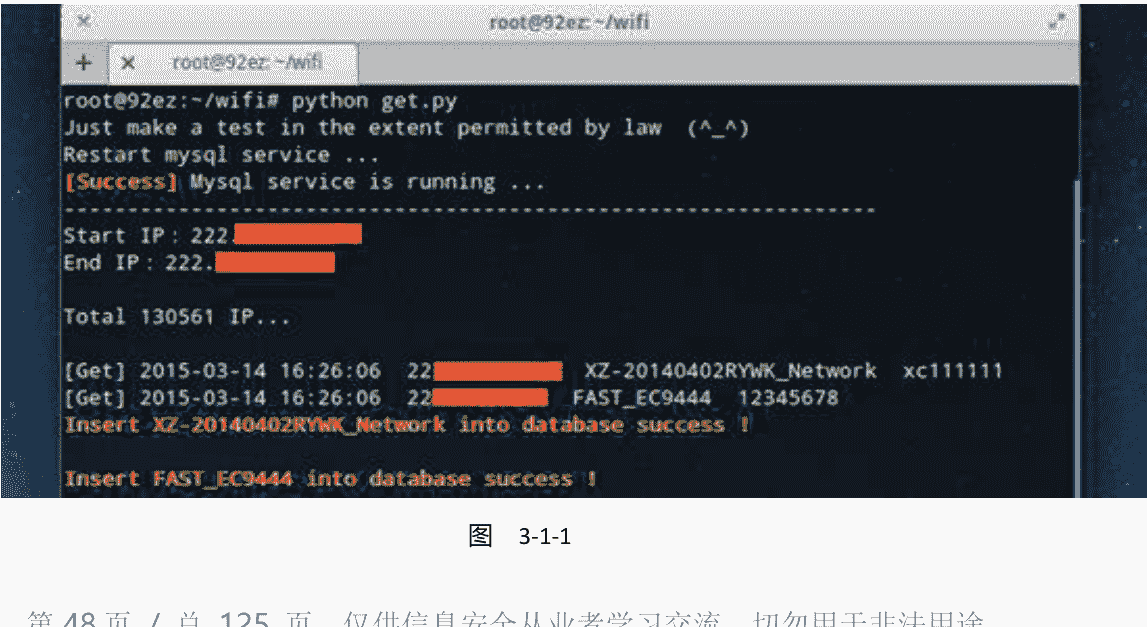 root@92ez: ~/wifi
root@92ez: ~/wifi
root@92ez:~/wifi# python get.py
Just make a test in the extent permitted by law (^_^)
Restart mysql service ...
[Success] Mysql service is running ...
----------------------------------------------------------------
Start IP: 222.
End IP: 222.
Total 130561 IP...
[Get] 2015-03-14 16:26:06 22 XZ-20140402RYWK_Network xc111111
[Get] 2015-03-14 16:26:06 22 FAST_EC9444 12345678
Insert XZ-20140402RYWK_Network into database success !
Insert FAST_EC9444 into database success !
图 3-1-1
第 48 页 / 总 125 页 仅供信息安全从业者学习交流，切勿用于非法用途